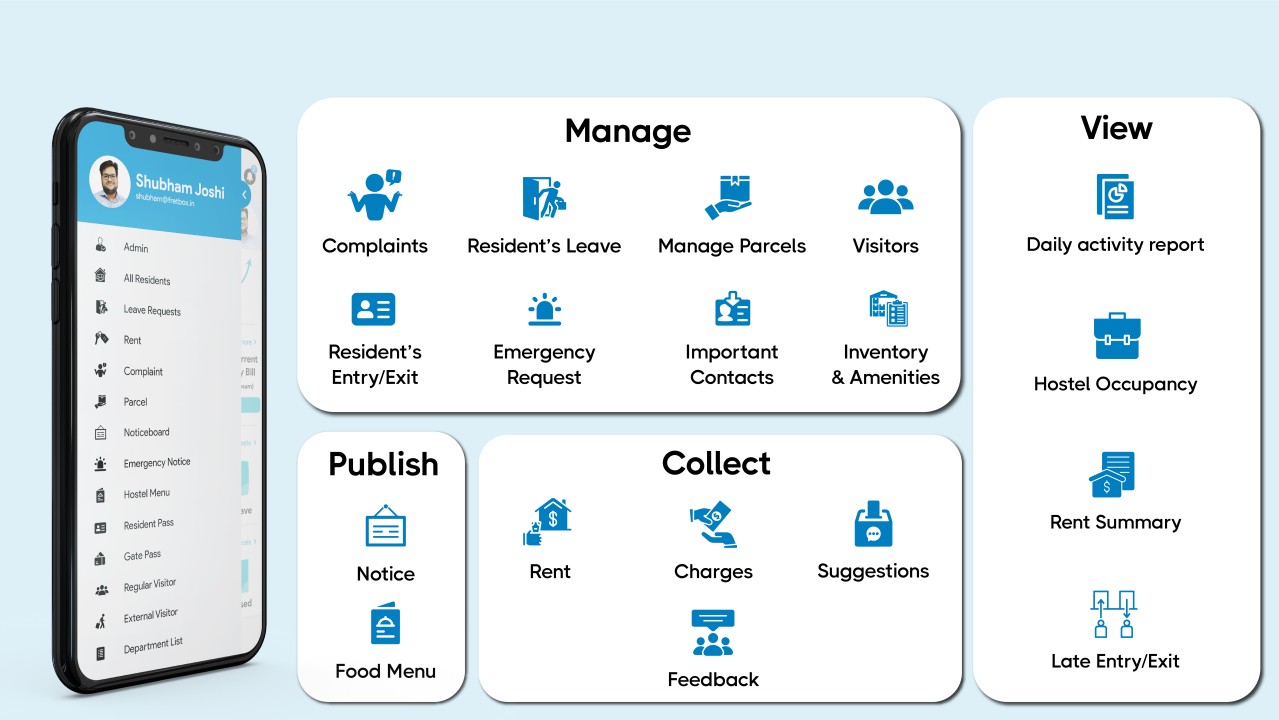 Shubham Joshi
shubham@fretbox.in
Admin
All Residents
Leave Requests
Rent
Complaint
Parcel
Noticeboard
Emergency Notice
Hostel Menu
Resident Pass
Gate Pass
Regular Visitor
External Visitor
Department List
Manage
Complaints
Resident's Leave
Manage Parcels
Visitors
Resident's
Entry/Exit
Emergency
Request
Important
Contacts
Inventory
& Amenities
Publish
Notice
Food Menu
Collect
Rent
Charges
Suggestions
Feedback
View
Daily activity report
Hostel Occupancy
Rent Summary
Late Entry/Exit